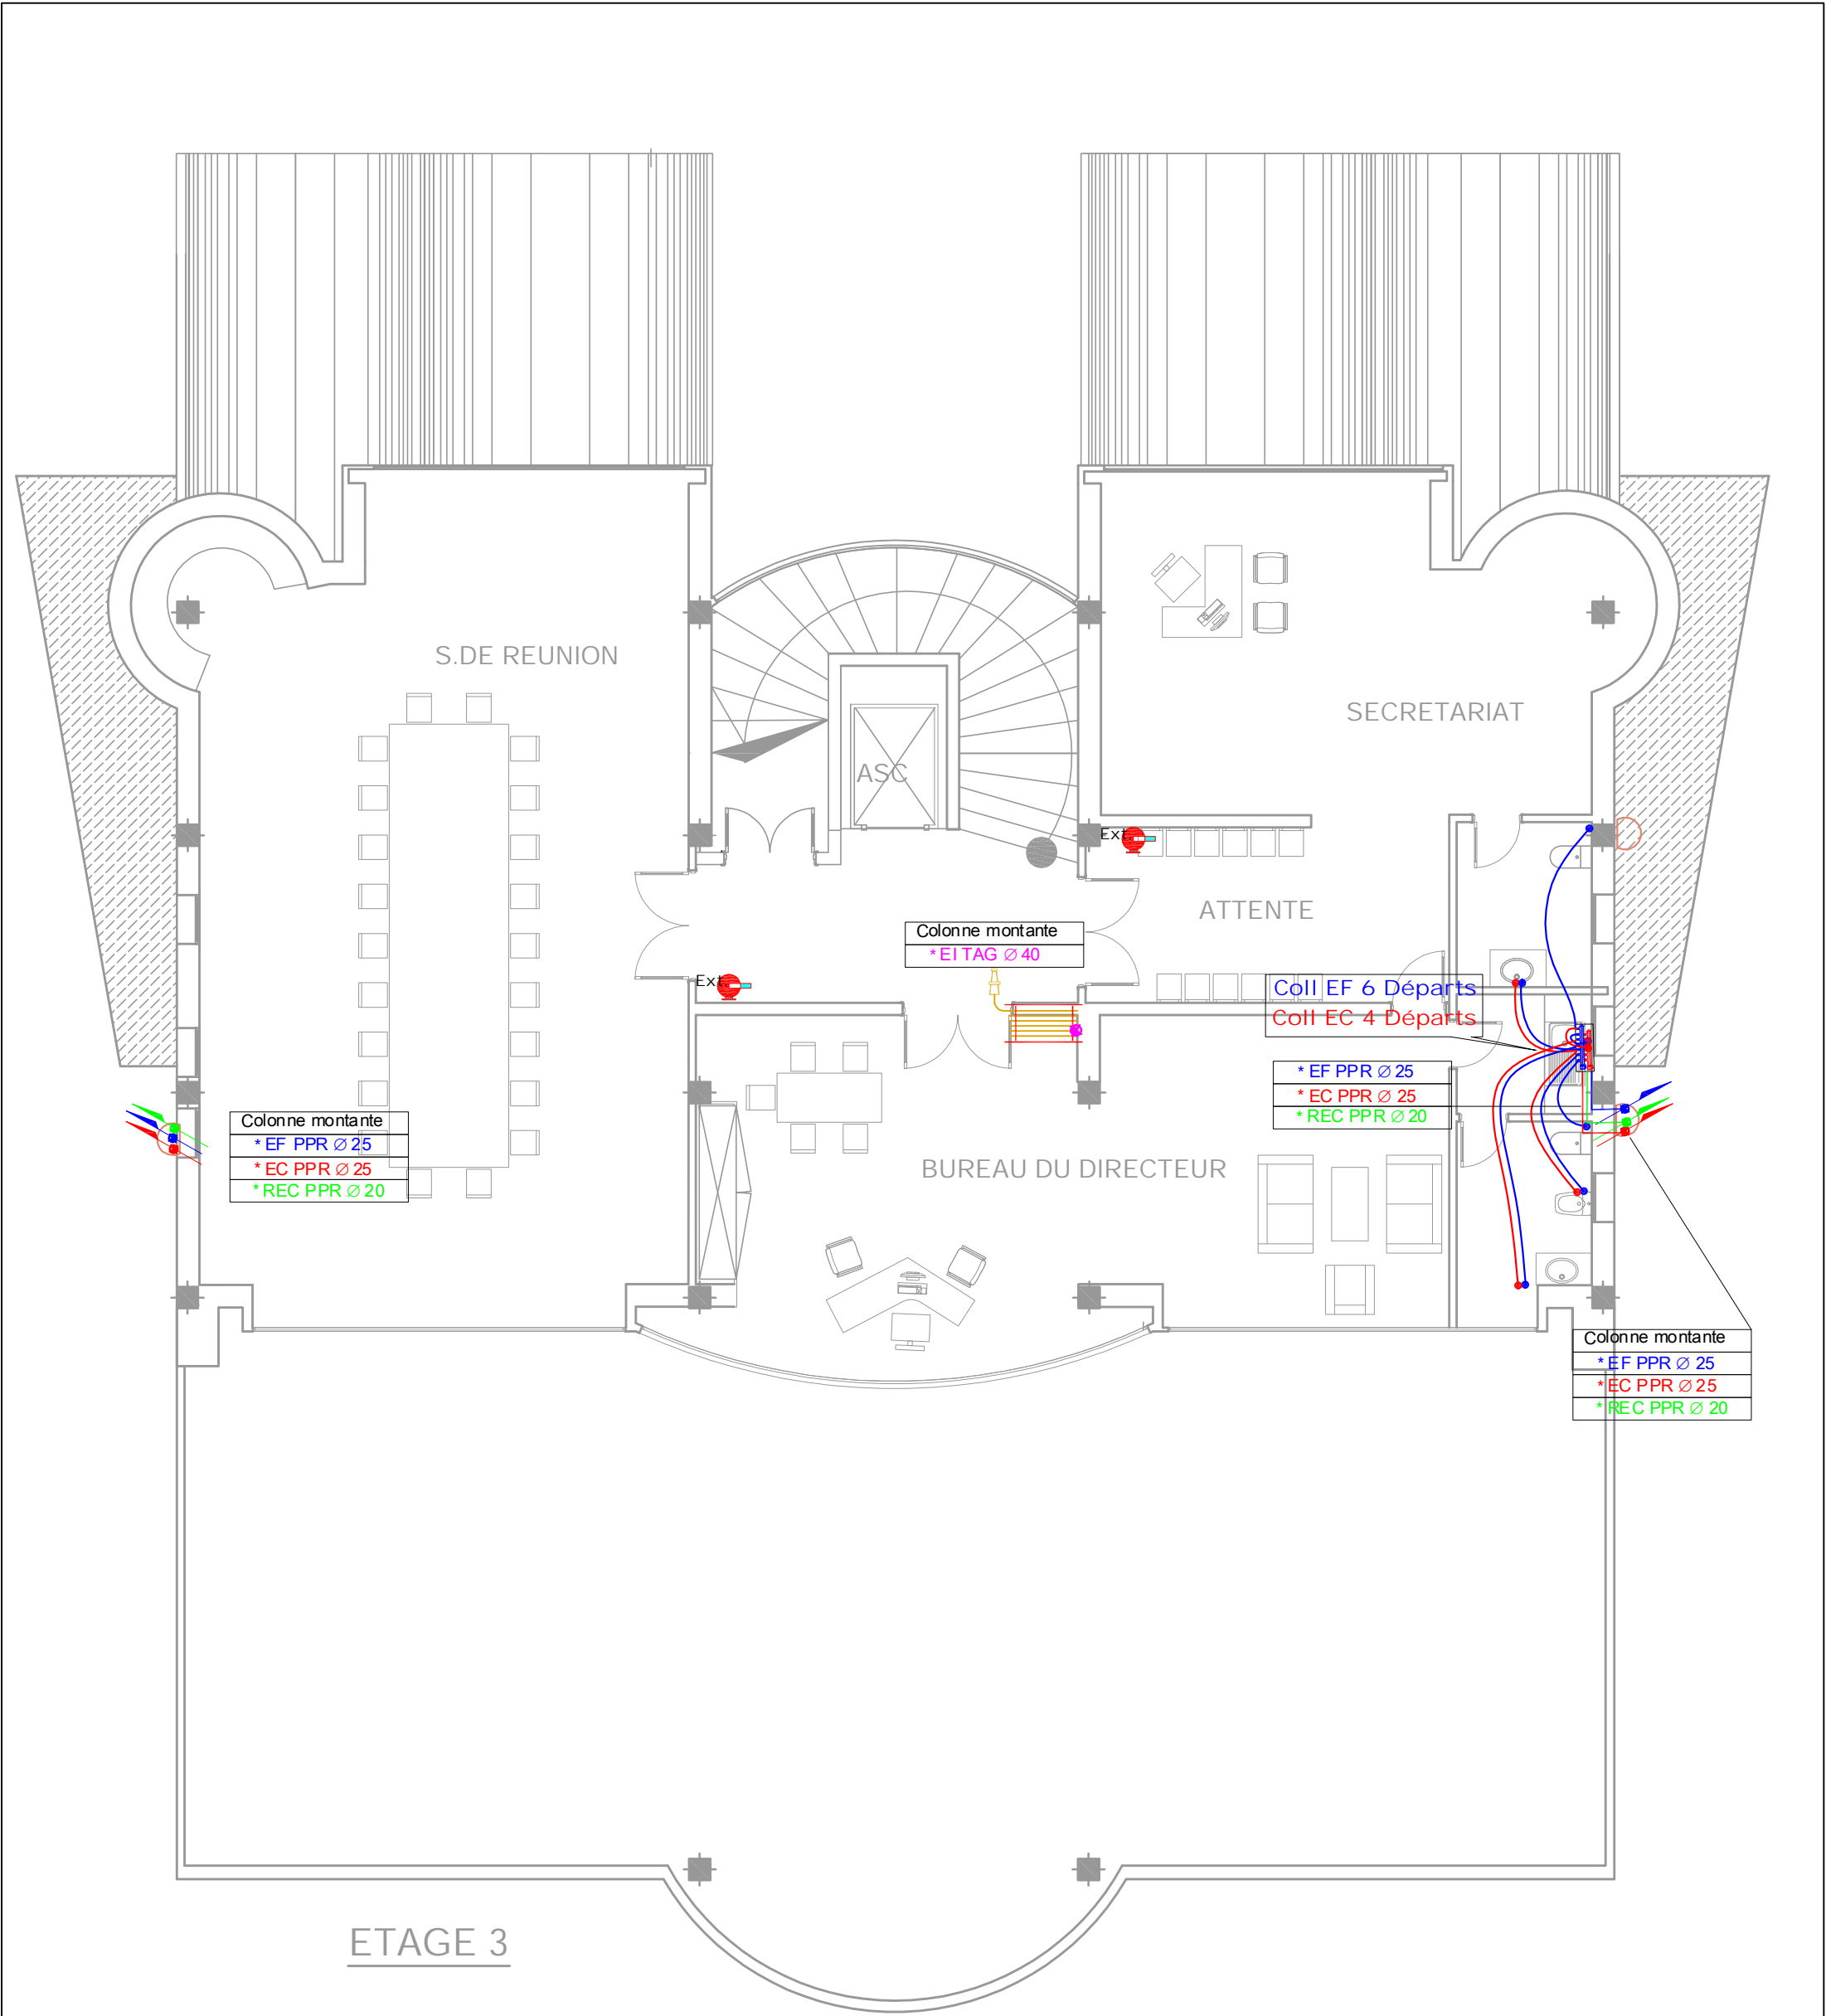 S.DE REUNION
SECRETARIAT
ASC
Ext.
ATTENTE
Colonne montante
* EI TAG ∅ 40
Ext.
Coll EF 6 Départs
Coll EC 4 Départs
* EF PPR ∅ 25
* EC PPR ∅ 25
* REC PPR ∅ 20
Colonne montante
* EF PPR ∅ 25
* EC PPR ∅ 25
* REC PPR ∅ 20
BUREAU DU DIRECTEUR
Colonne montante
* EF PPR ∅ 25
* EC PPR ∅ 25
* REC PPR ∅ 20
ETAGE 3